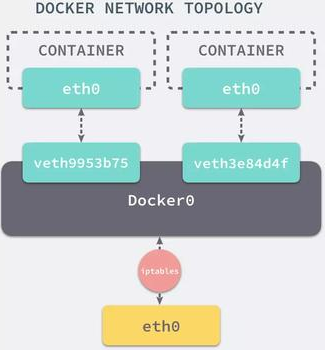 DOCKER NETWORK TOPOLOGY
CONTAINER CONTAINER
eth0 eth0
veth9953b75 veth3e84d4f
Docker0
iptables
eth0